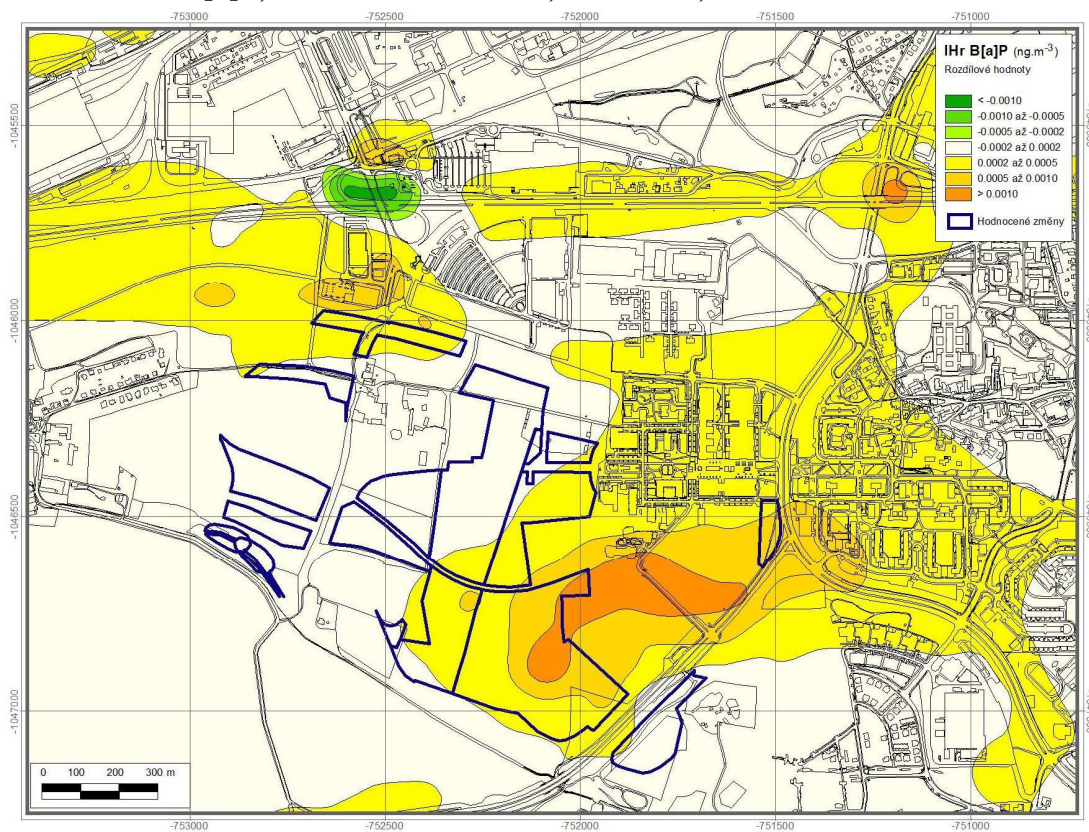 -753000 -752500 -752000 -751500 -751000
IHr B[a]P (ng.m-3)
Rozdílové hodnoty
< -0.0010
-0.0010 až -0.0005
-0.0005 až -0.0002
-0.0002 až 0.0002
0.0002 až 0.0005
0.0005 až 0.0010
> 0.0010
Hodnocené změny
-1045500
-1046000
-1046500
-1047000
0 100 200 300 m
-753000 -752500 -752000 -751500 -751000